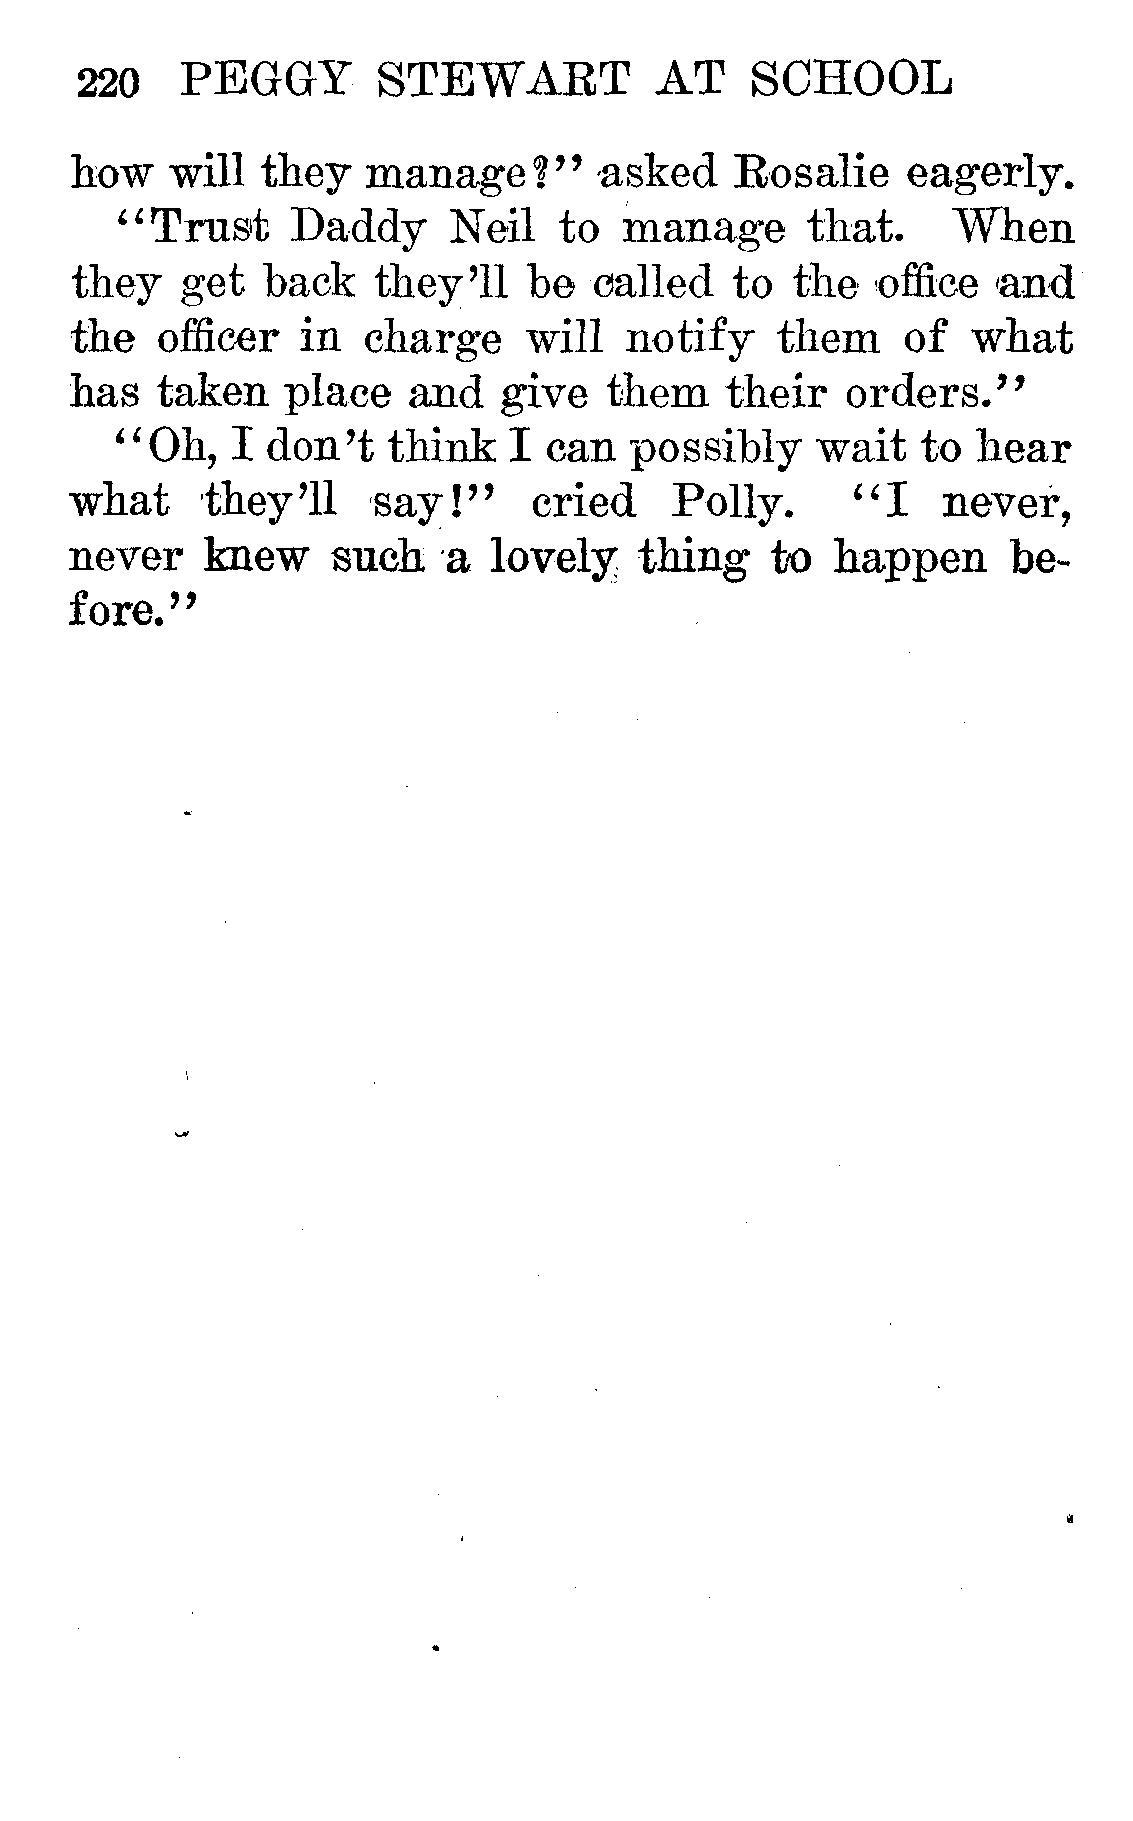 220 PEGGY STEWART AT SCHOOL
how will they manage?" asked Rosalie eagerly.
"Trust Daddy Neil to manage that. When
they get back they'll be called to the office and
the officer in charge will notify them of what
has taken place and give them their orders."
"Oh, I don't think I can possibly wait to hear
what they'll say!" cried Polly. "I never,
never knew such a lovely thing to happen be-
fore."